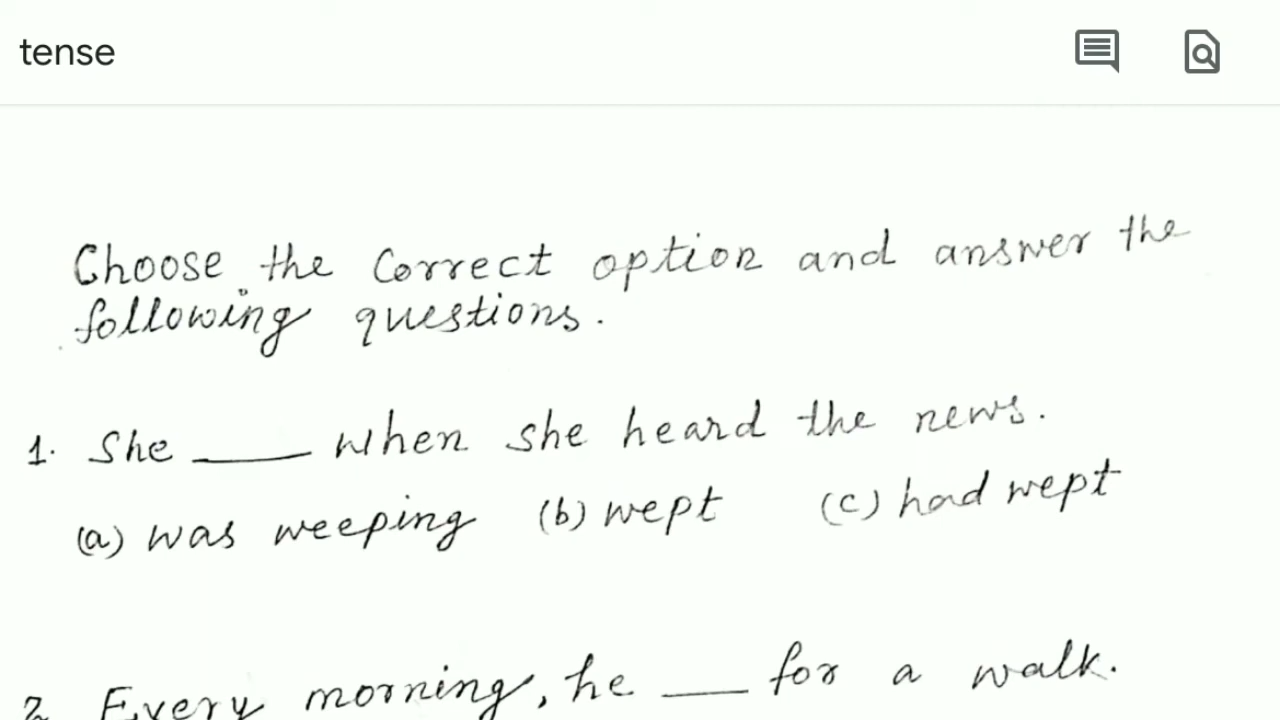 tense
Choose the correct option and answer the
following questions.
1. She ____ when she heard the news.
(a) was weeping (b) wept (c) had wept
2. Every morning, he ___ for a walk.